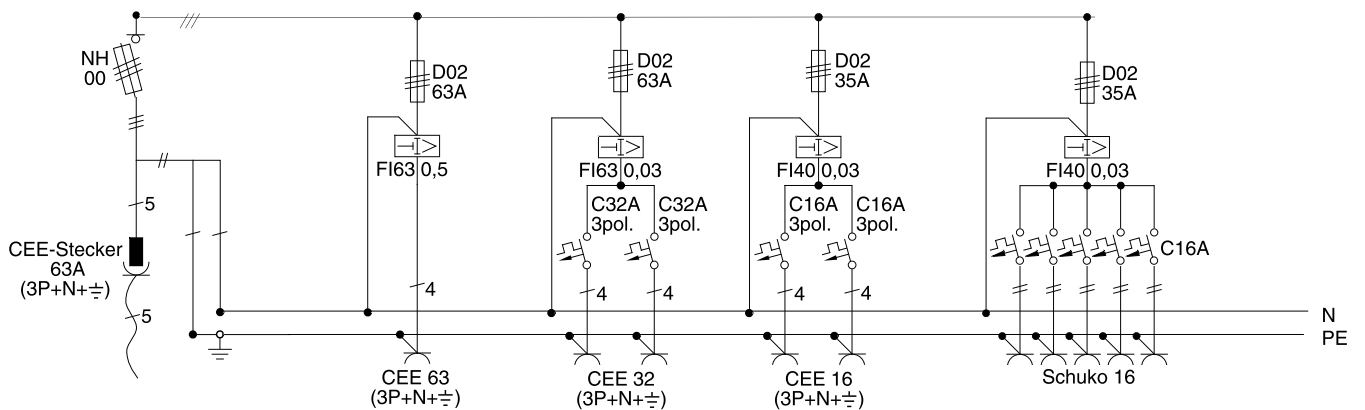 NH
00
D02
63A
D02
63A
D02
35A
D02
35A
FI63 0,5
FI63 0,03
FI40 0,03
FI40 0,03
C32A
3pol.
C32A
3pol.
C16A
3pol.
C16A
3pol.
C16A
5
CEE-Stecker
63A
(3P+N+⏚)
5
4
4
4
4
4
N
PE
CEE 63
(3P+N+⏚)
CEE 32
(3P+N+⏚)
CEE 16
(3P+N+⏚)
Schuko 16